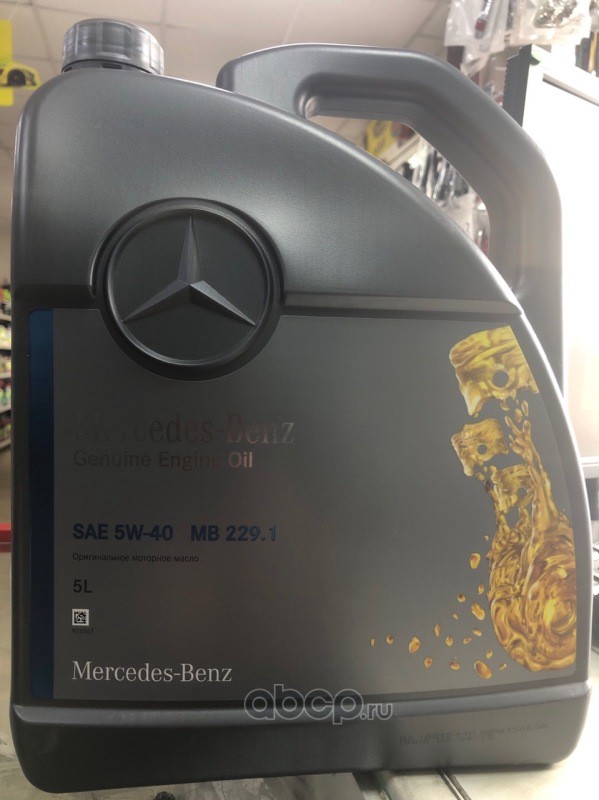 Mercedes-Benz
Genuine Engine Oil
SAE 5W-40 MB 229.1
Оригинальное моторное масло
5L
Mercedes-Benz
abcp.ru